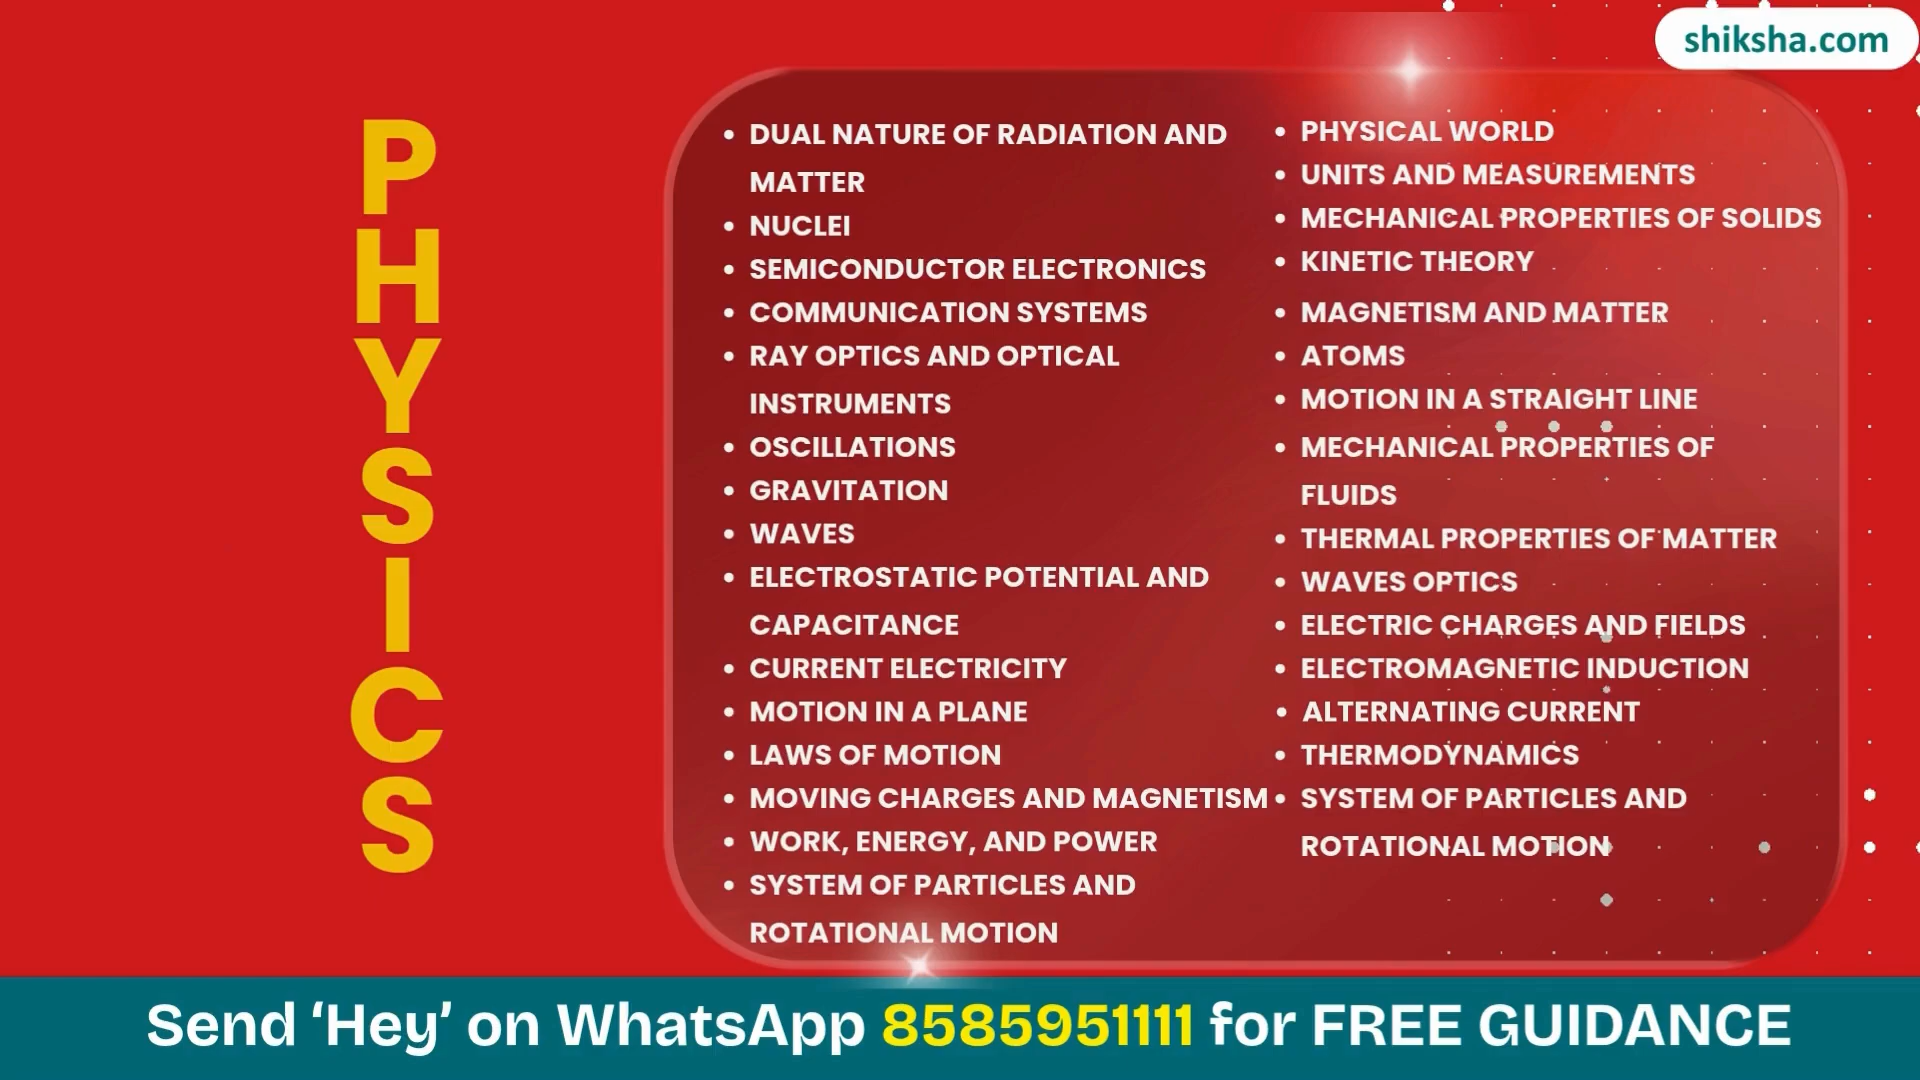 shiksha.com
PHYSICS
• DUAL NATURE OF RADIATION AND
MATTER
• NUCLEI
• SEMICONDUCTOR ELECTRONICS
• COMMUNICATION SYSTEMS
• RAY OPTICS AND OPTICAL
INSTRUMENTS
• OSCILLATIONS
• GRAVITATION
• WAVES
• ELECTROSTATIC POTENTIAL AND
CAPACITANCE
• CURRENT ELECTRICITY
• MOTION IN A PLANE
• LAWS OF MOTION
• MOVING CHARGES AND MAGNETISM
• WORK, ENERGY, AND POWER
• SYSTEM OF PARTICLES AND
ROTATIONAL MOTION
• PHYSICAL WORLD
• UNITS AND MEASUREMENTS
• MECHANICAL PROPERTIES OF SOLIDS
• KINETIC THEORY
• MAGNETISM AND MATTER
• ATOMS
• MOTION IN A STRAIGHT LINE
• MECHANICAL PROPERTIES OF
FLUIDS
• THERMAL PROPERTIES OF MATTER
• WAVES OPTICS
• ELECTRIC CHARGES AND FIELDS
• ELECTROMAGNETIC INDUCTION
• ALTERNATING CURRENT
• THERMODYNAMICS
• SYSTEM OF PARTICLES AND
ROTATIONAL MOTION
Send ‘Hey’ on WhatsApp 8585951111 for FREE GUIDANCE